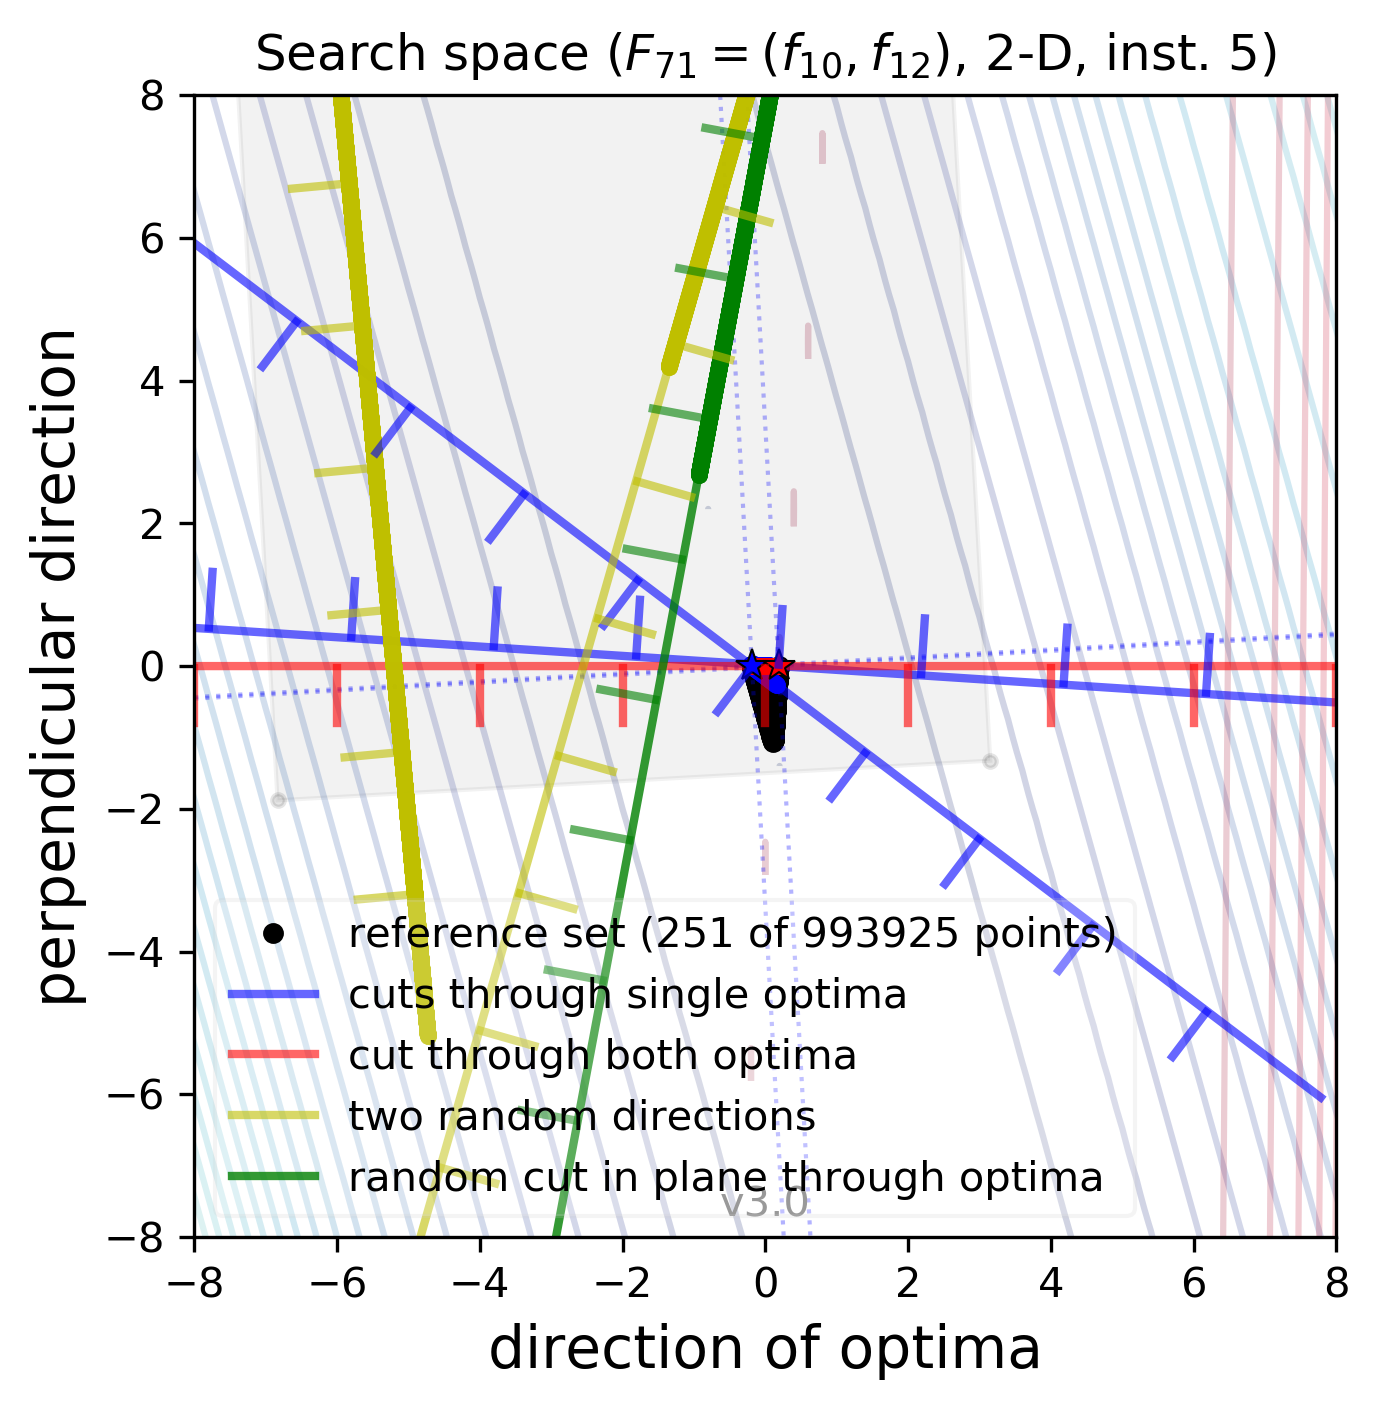 Search space (F₇₁ = (f₁₀, f₁₂), 2-D, inst. 5)
8
6
4
2
0
−2
−4
−6
−8
perpendicular direction
reference set (251 of 993925 points)
cuts through single optima
cut through both optima
two random directions
random cut in plane through optima
v3.0
−8 −6 −4 −2 0 2 4 6 8
direction of optima